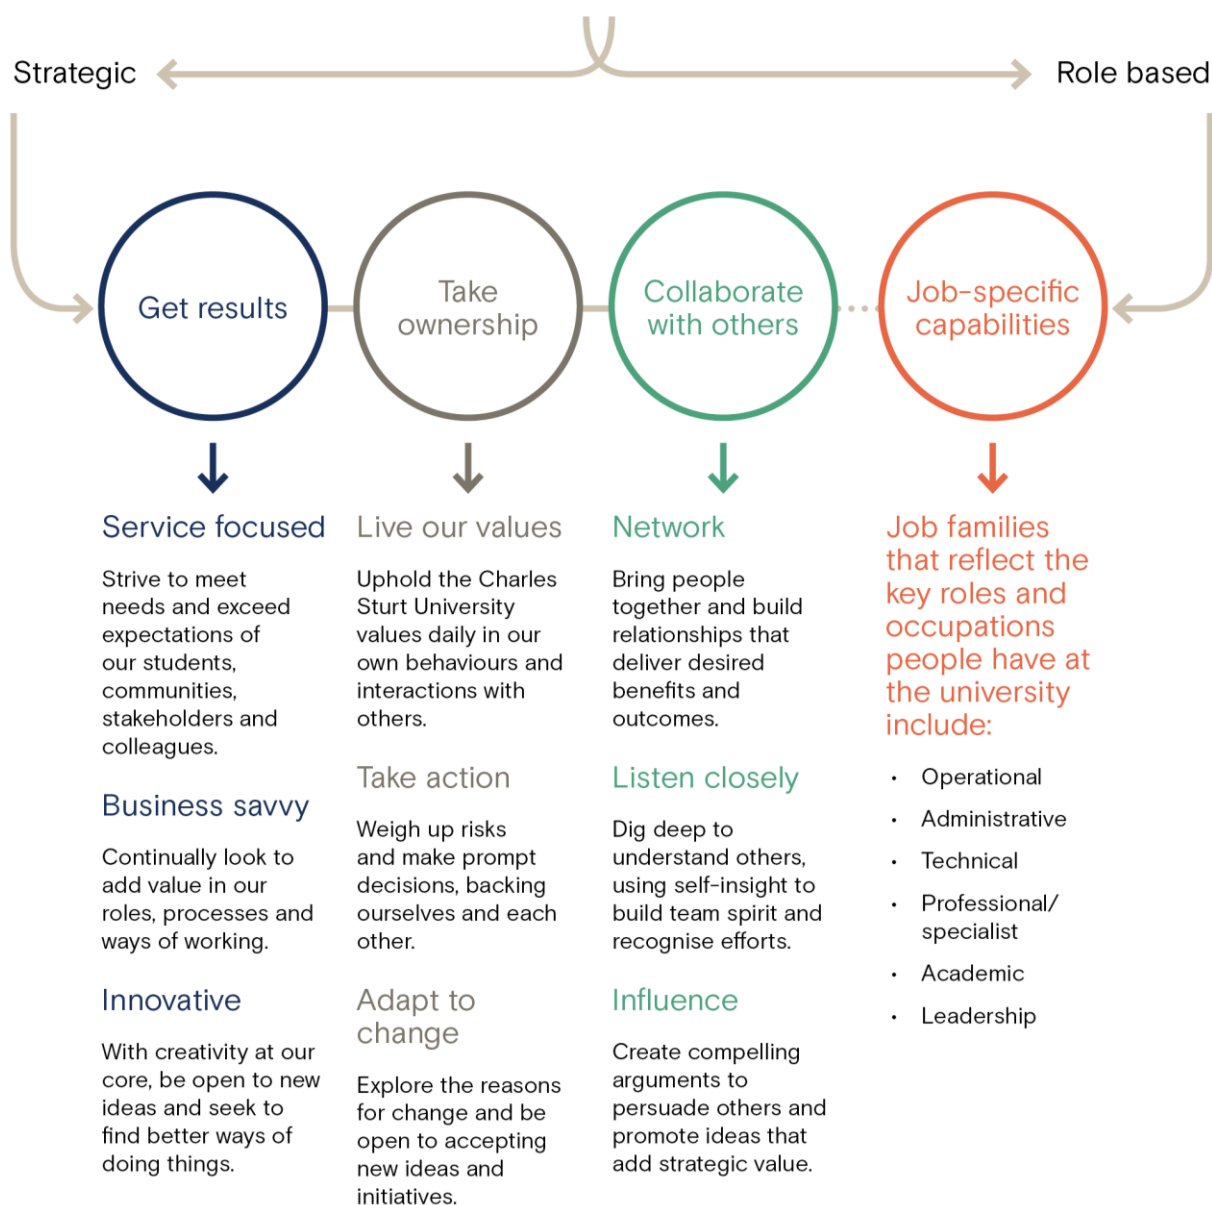 Strategic
Role based
Get results
Take
ownership
Collaborate
with others
Job-specific
capabilities
Service focused
Strive to meet
needs and exceed
expectations of
our students,
communities,
stakeholders and
colleagues.
Business savvy
Continually look to
add value in our
roles, processes and
ways of working.
Innovative
With creativity at our
core, be open to new
ideas and seek to
find better ways of
doing things.
Live our values
Uphold the Charles
Sturt University
values daily in our
own behaviours and
interactions with
others.
Take action
Weigh up risks
and make prompt
decisions, backing
ourselves and each
other.
Adapt to
change
Explore the reasons
for change and be
open to accepting
new ideas and
initiatives.
Network
Bring people
together and build
relationships that
deliver desired
benefits and
outcomes.
Listen closely
Dig deep to
understand others,
using self-insight to
build team spirit and
recognise efforts.
Influence
Create compelling
arguments to
persuade others and
promote ideas that
add strategic value.
Job families
that reflect the
key roles and
occupations
people have at
the university
include:
• Operational
• Administrative
• Technical
• Professional/
specialist
• Academic
• Leadership